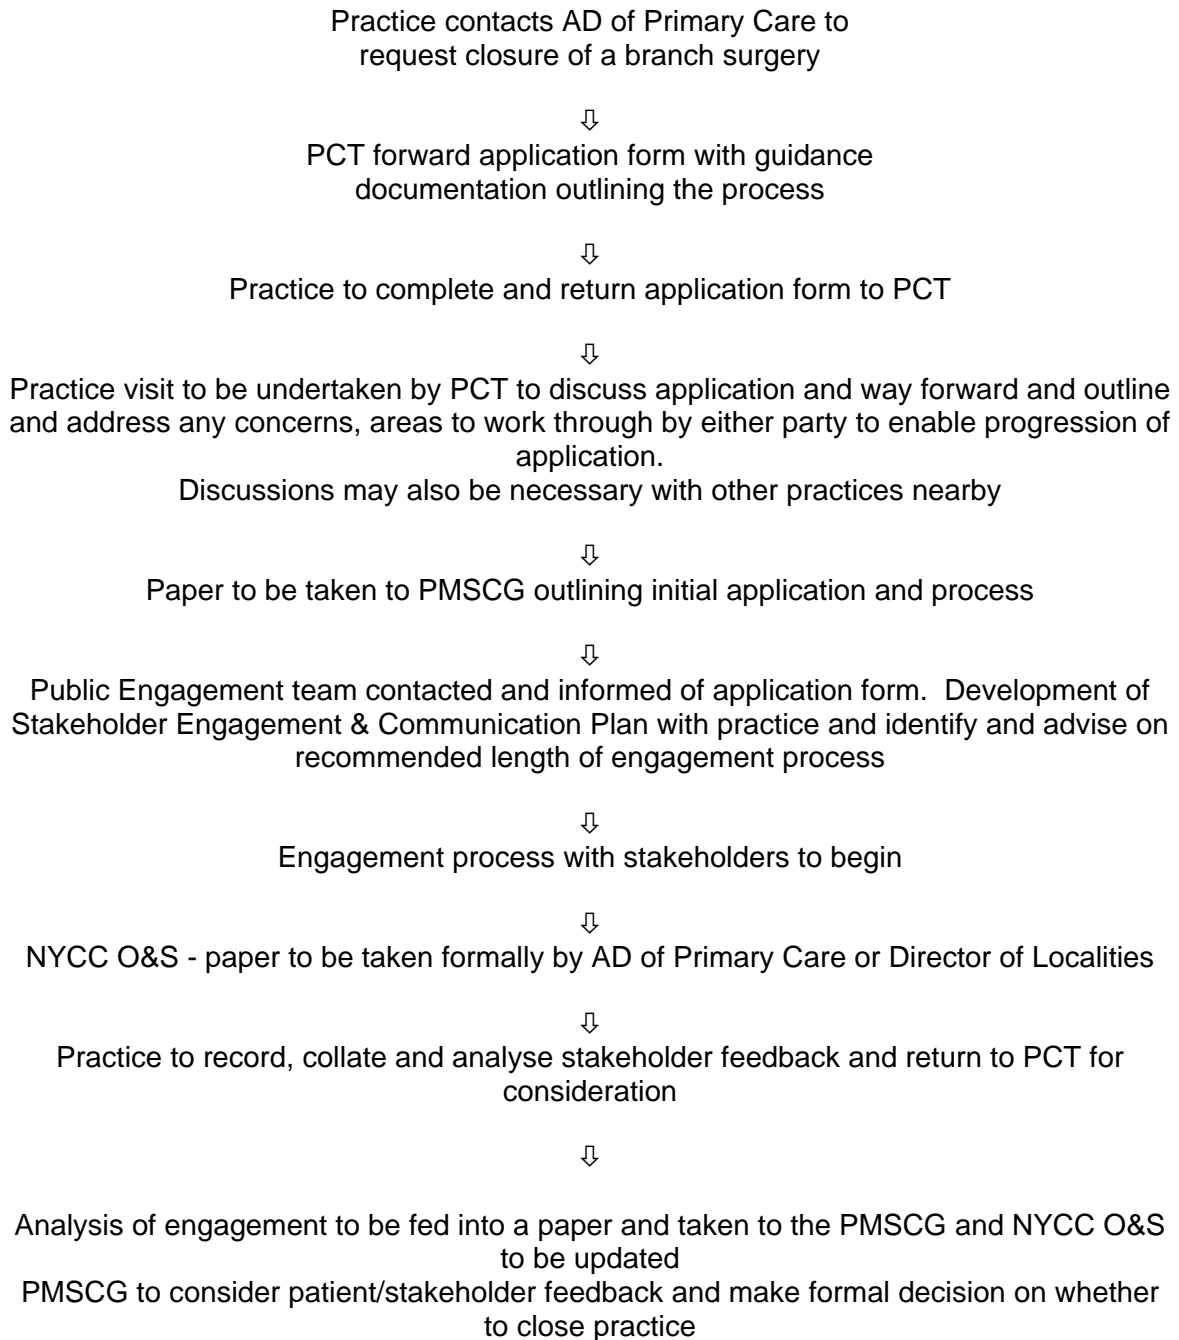 Practice contacts AD of Primary Care to
request closure of a branch surgery
⇩
PCT forward application form with guidance
documentation outlining the process
⇩
Practice to complete and return application form to PCT
⇩
Practice visit to be undertaken by PCT to discuss application and way forward and outline
and address any concerns, areas to work through by either party to enable progression of
application.
Discussions may also be necessary with other practices nearby
⇩
Paper to be taken to PMSCG outlining initial application and process
⇩
Public Engagement team contacted and informed of application form.  Development of
Stakeholder Engagement & Communication Plan with practice and identify and advise on
recommended length of engagement process
⇩
Engagement process with stakeholders to begin
⇩
NYCC O&S - paper to be taken formally by AD of Primary Care or Director of Localities
⇩
Practice to record, collate and analyse stakeholder feedback and return to PCT for
consideration
⇩
Analysis of engagement to be fed into a paper and taken to the PMSCG and NYCC O&S
to be updated
PMSCG to consider patient/stakeholder feedback and make formal decision on whether
to close practice